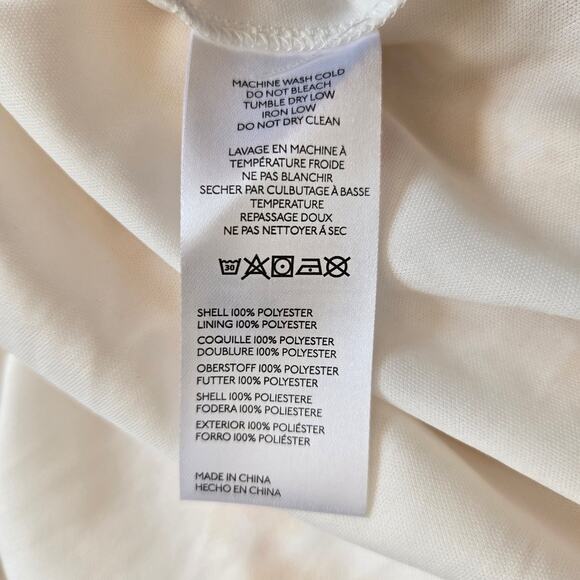 MACHINE WASH COLD
DO NOT BLEACH
TUMBLE DRY LOW
IRON LOW
DO NOT DRY CLEAN
LAVAGE EN MACHINE À
TEMPÉRATURE FROIDE
NE PAS BLANCHIR
SECHER PAR CULBUTAGE À BASSE
TEMPERATURE
REPASSAGE DOUX
NE PAS NETTOYER Á SEC
30
SHELL 100% POLYESTER
LINING 100% POLYESTER
COQUILLE 100% POLYESTER
DOUBLURE 100% POLYESTER
OBERSTOFF 100% POLYESTER
FUTTER 100% POLYESTER
SHELL 100% POLIESTERE
FODERA 100% POLIESTERE
EXTERIOR 100% POLIÉSTER
FORRO 100% POLIÉSTER
MADE IN CHINA
HECHO EN CHINA